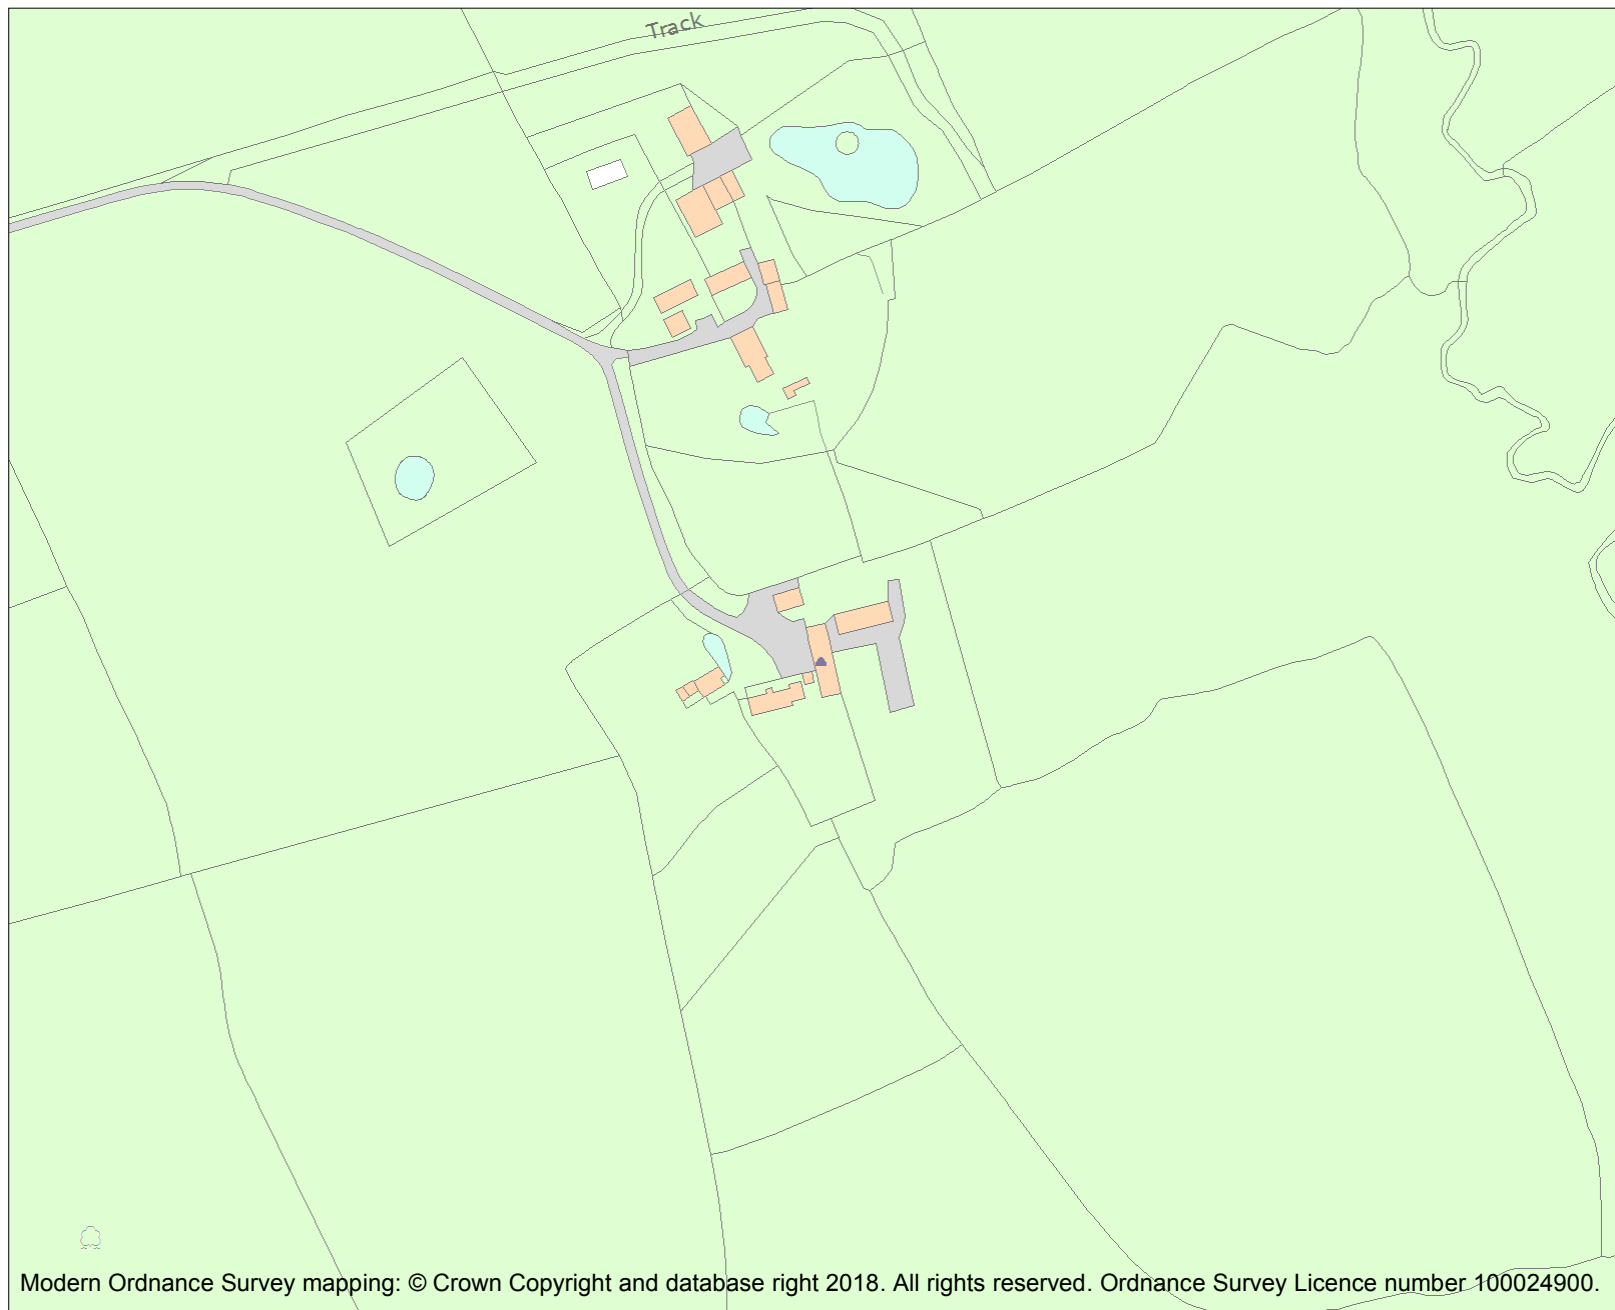 Track
Modern Ordnance Survey mapping: © Crown Copyright and database right 2018. All rights reserved. Ordnance Survey Licence number 100024900.